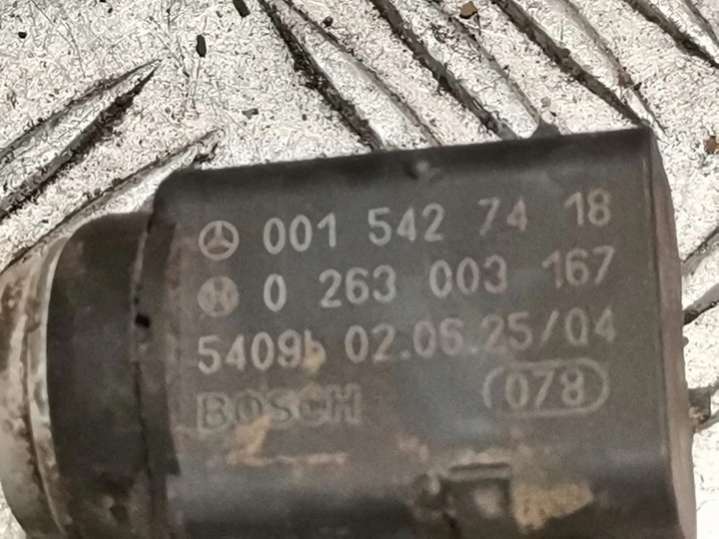 001 542 74 18
0 263 003 167
5409b 02.06.25/04
BOSCH 078